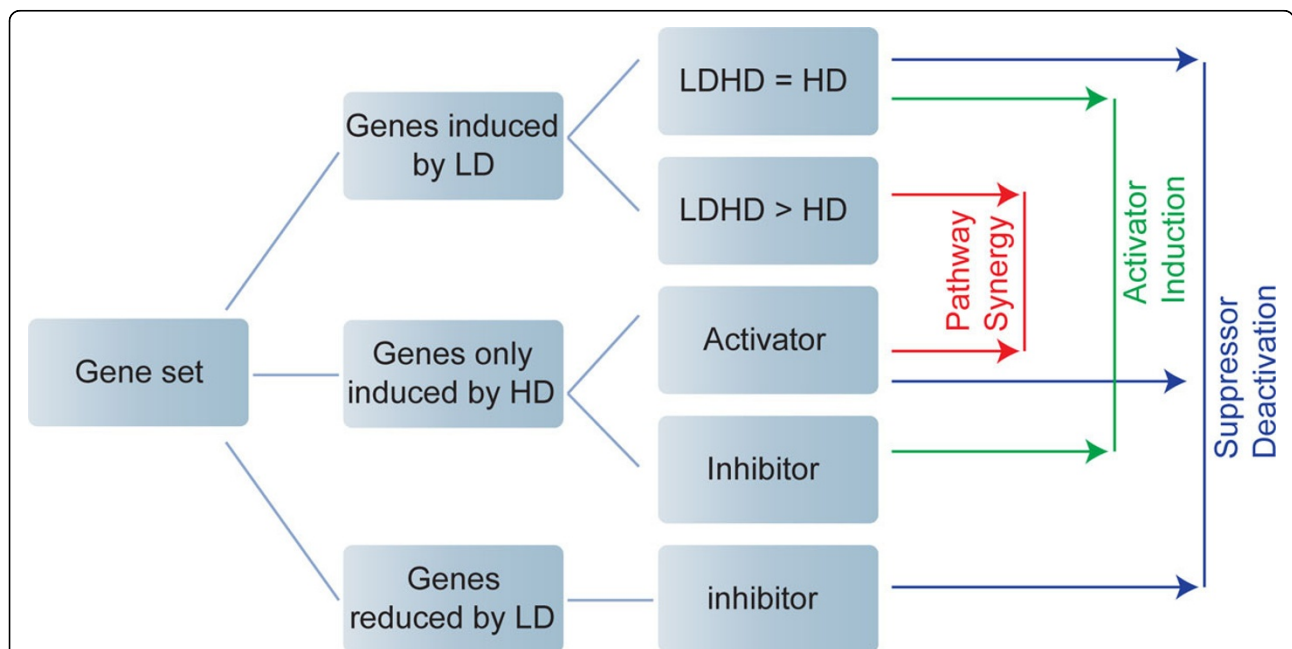 Gene set
Genes induced
by LD
Genes only
induced by HD
Genes
reduced by LD
LDHD = HD
LDHD > HD
Activator
Inhibitor
inhibitor
Pathway
Synergy
Activator
Induction
Suppressor
Deactivation